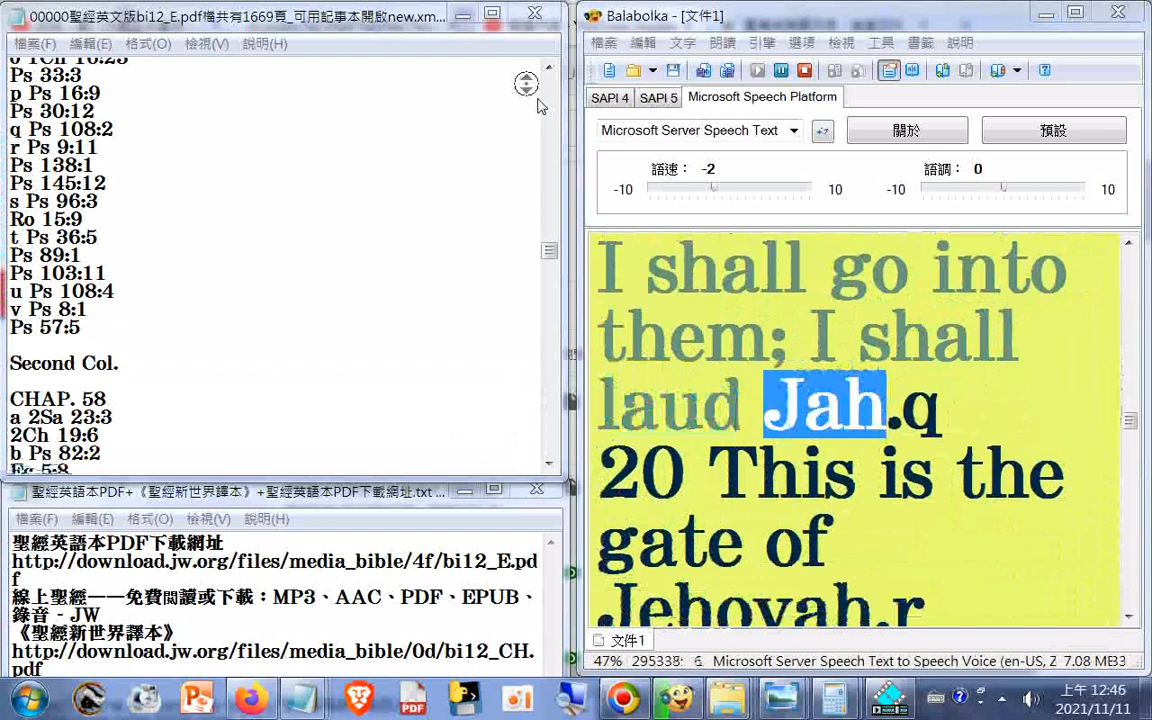 00000聖經英文版bi12_E.pdf檔共有1669頁_可用記事本開啟new.xm...
檔案(F) 編輯(E) 格式(O) 檢視(V) 說明(H)
Ps 33:3
p Ps 16:9
Ps 30:12
q Ps 108:2
r Ps 9:11
Ps 138:1
Ps 145:12
s Ps 96:3
Ro 15:9
t Ps 36:5
Ps 89:1
Ps 103:11
u Ps 108:4
v Ps 8:1
Ps 57:5
Second Col.
CHAP. 58
a 2Sa 23:3
2Ch 19:6
b Ps 82:2
聖經英語本PDF+《聖經新世界譯本》+聖經英語本PDF下載網址.txt ...
檔案(F) 編輯(E) 格式(O) 檢視(V) 說明(H)
聖經英語本PDF下載網址
http://download.jw.org/files/media_bible/4f/bi12_E.pd
f
線上聖經——免費閱讀或下載：MP3、AAC、PDF、EPUB、
錄音 - JW
《聖經新世界譯本》
http://download.jw.org/files/media_bible/0d/bi12_CH.
pdf
Balabolka - [文件1]
檔案 編輯 文字 朗讀 引擎 選項 檢視 工具 書籤 說明
SAPI 4 SAPI 5 Microsoft Speech Platform
Microsoft Server Speech Text 關於 預設
語速： -2 語調： 0
-10 10 -10 10
I shall go into
them; I shall
laud Jah.q
20 This is the
gate of
Jehovah.r
文件1
47% Microsoft Server Speech Text to Speech Voice (en-US, Z 7.08 MB
上午 12:46
2021/11/11